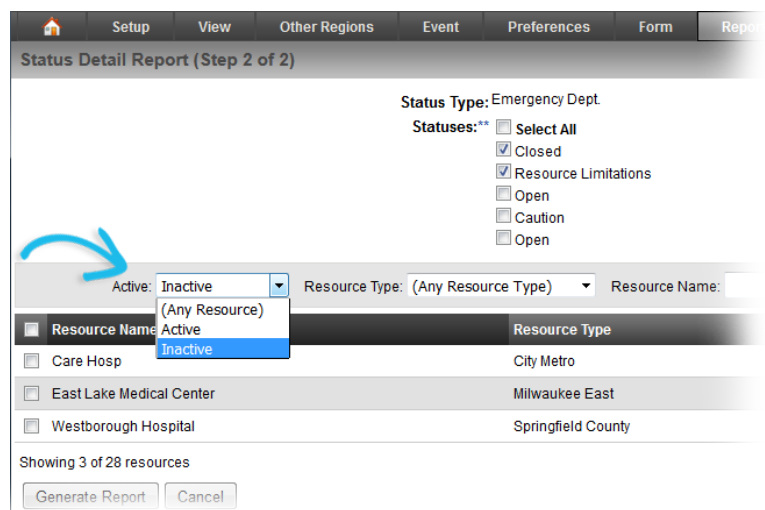 Setup View Other Regions Event Preferences Form Repor
Status Detail Report (Step 2 of 2)
Status Type: Emergency Dept.
Statuses:** Select All
Closed
Resource Limitations
Open
Caution
Open
Active: Inactive Resource Type: (Any Resource Type) Resource Name:
(Any Resource)
Active
Inactive
Resource Name Resource Type
Care Hosp City Metro
East Lake Medical Center Milwaukee East
Westborough Hospital Springfield County
Showing 3 of 28 resources
Generate Report Cancel